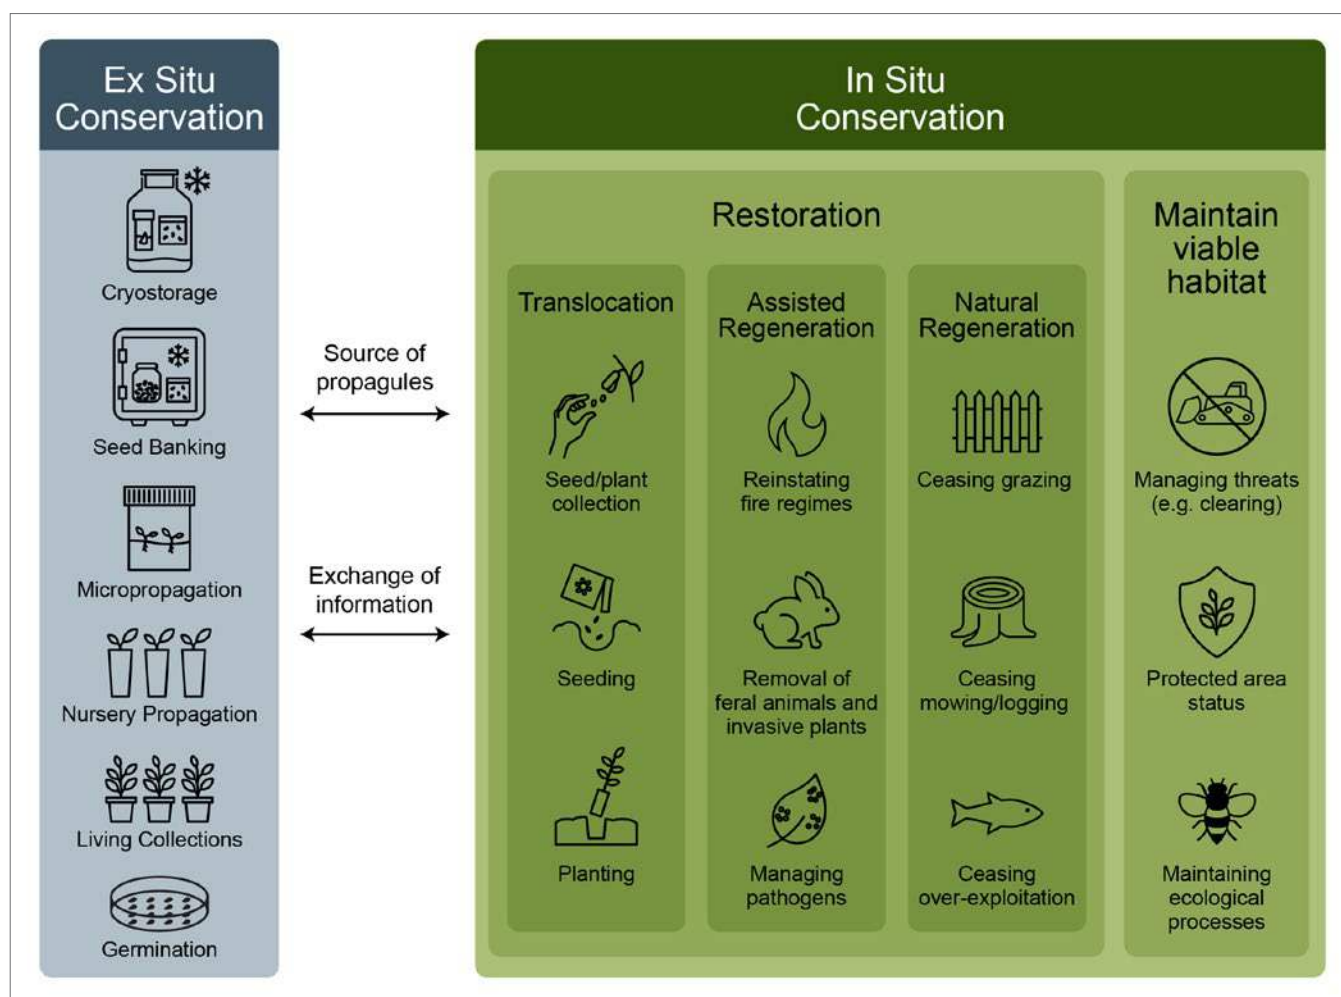 Ex Situ
Conservation
Cryostorage
Seed Banking
Micropropagation
Nursery Propagation
Living Collections
Germination
Source of
propagules
Exchange of
information
In Situ
Conservation
Restoration
Translocation
Seed/plant
collection
Seeding
Planting
Assisted
Regeneration
Reinstating
fire regimes
Removal of
feral animals and
invasive plants
Managing
pathogens
Natural
Regeneration
Ceasing grazing
Ceasing
mowing/logging
Ceasing
over-exploitation
Maintain
viable
habitat
Managing threats
(e.g. clearing)
Protected area
status
Maintaining
ecological
processes